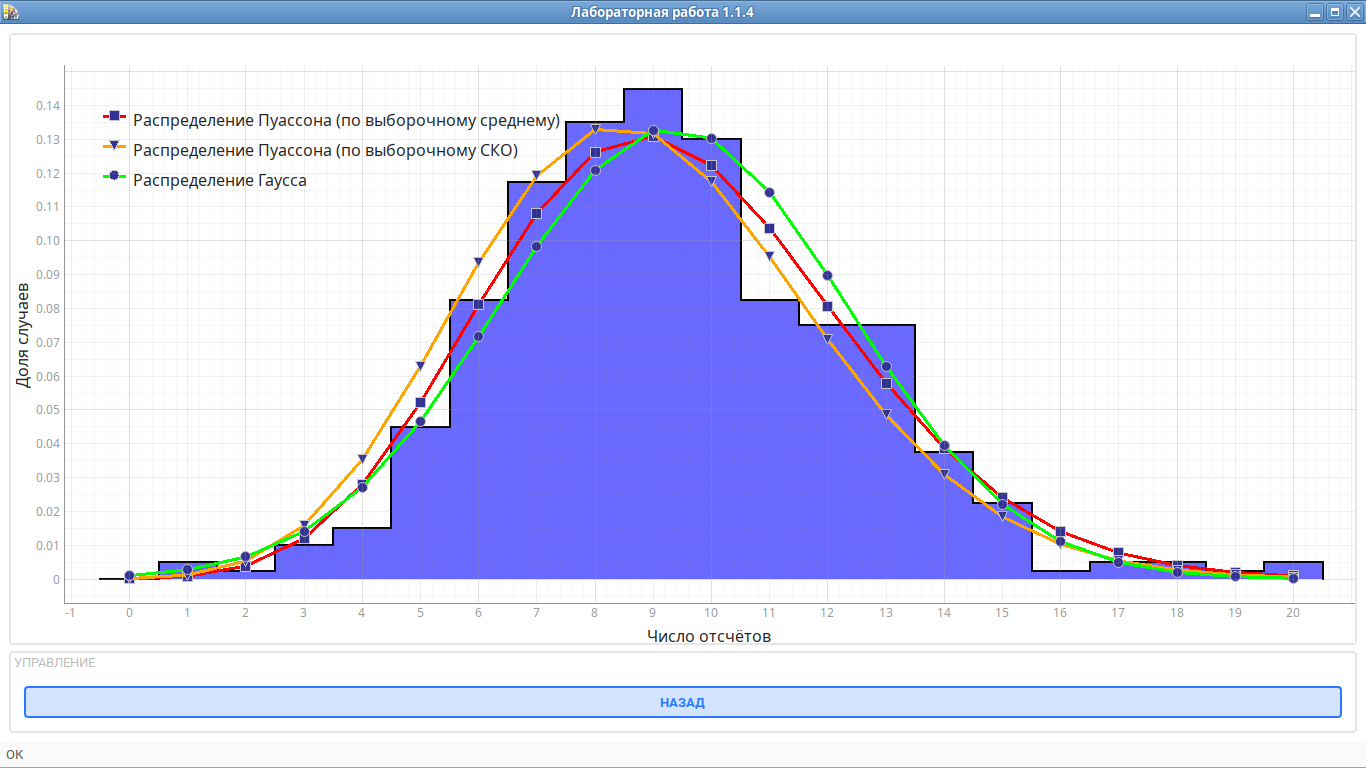 Лабораторная работа 1.1.4
Распределение Пуассона (по выборочному среднему)
Распределение Пуассона (по выборочному СКО)
Распределение Гаусса
0.14
0.13
0.12
0.11
0.10
0.09
0.08
0.07
0.06
0.05
0.04
0.03
0.02
0.01
0
Доля случаев
-1 0 1 2 3 4 5 6 7 8 9 10 11 12 13 14 15 16 17 18 19 20
Число отсчётов
УПРАВЛЕНИЕ
НАЗАД
ОК